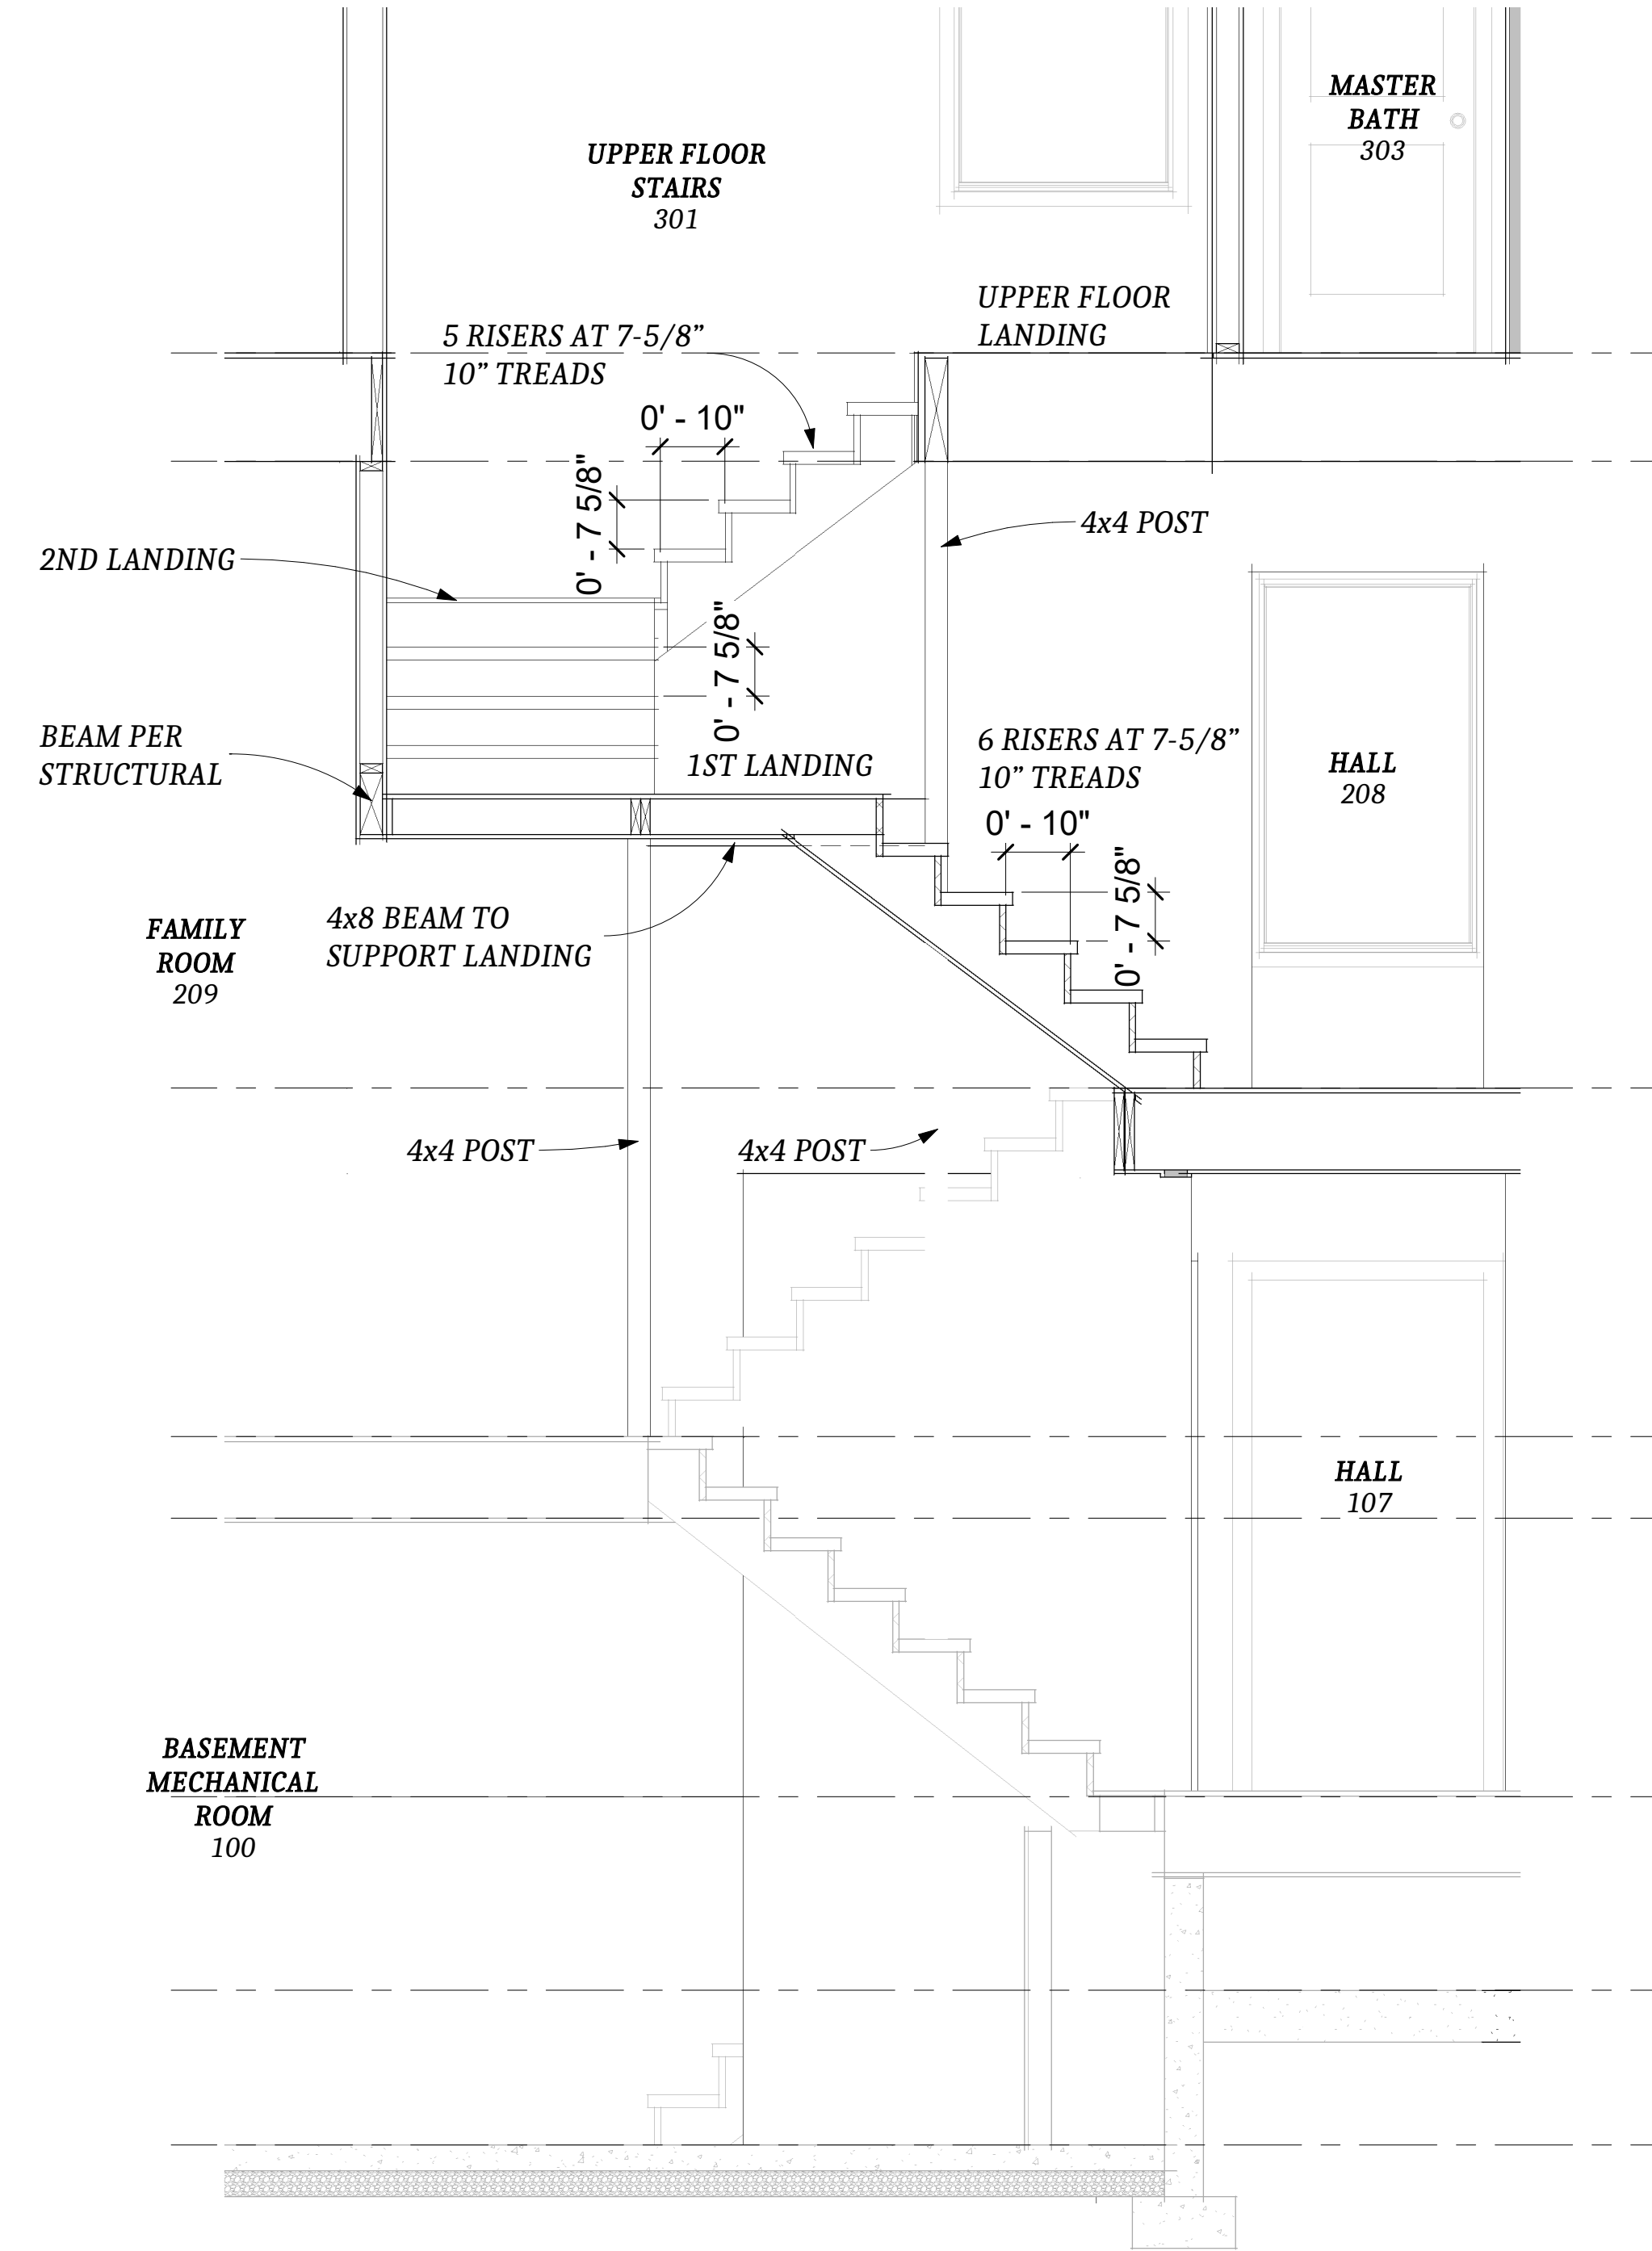 MASTER
BATH
303
UPPER FLOOR
STAIRS
301
UPPER FLOOR
LANDING
5 RISERS AT 7-5/8”
10” TREADS
0' - 10"
0' - 7 5/8"
4x4 POST
2ND LANDING
0' - 7 5/8"
BEAM PER
STRUCTURAL
1ST LANDING
6 RISERS AT 7-5/8”
10” TREADS
HALL
208
0' - 10"
0' - 7 5/8"
4x8 BEAM TO
SUPPORT LANDING
FAMILY
ROOM
209
4x4 POST
4x4 POST
HALL
107
BASEMENT
MECHANICAL
ROOM
100